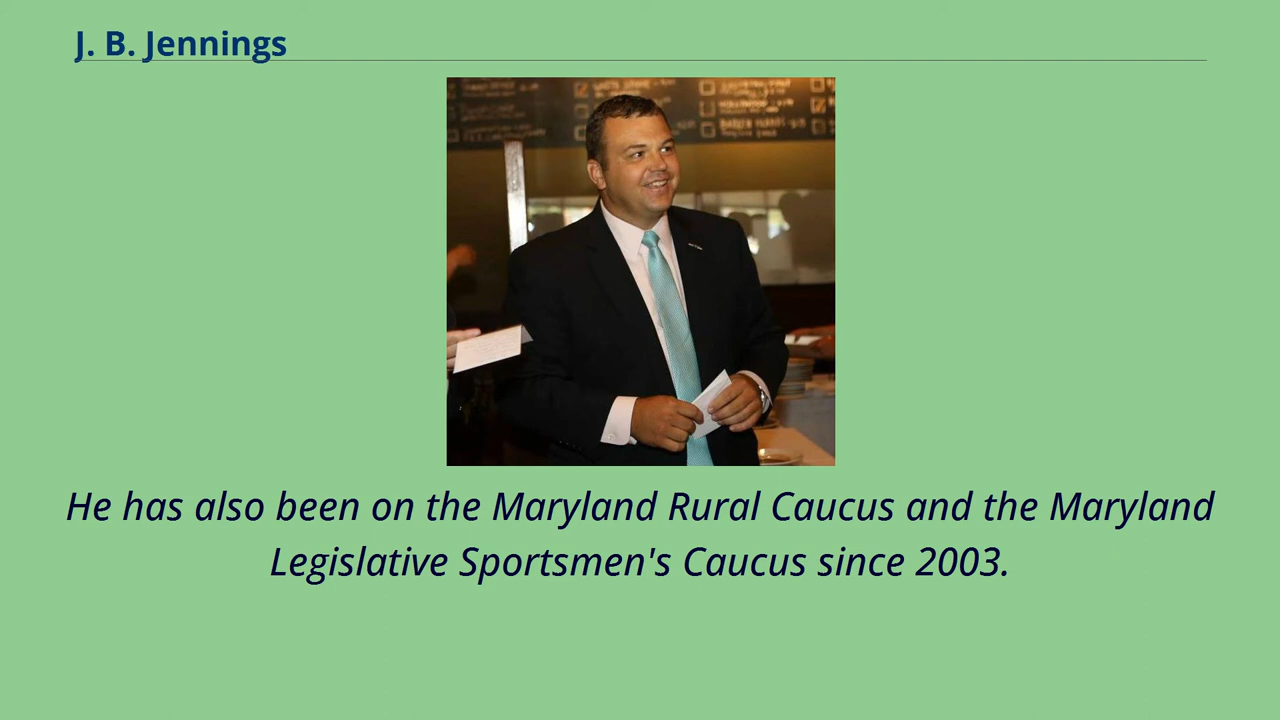 J. B. Jennings
He has also been on the Maryland Rural Caucus and the Maryland
Legislative Sportsmen's Caucus since 2003.